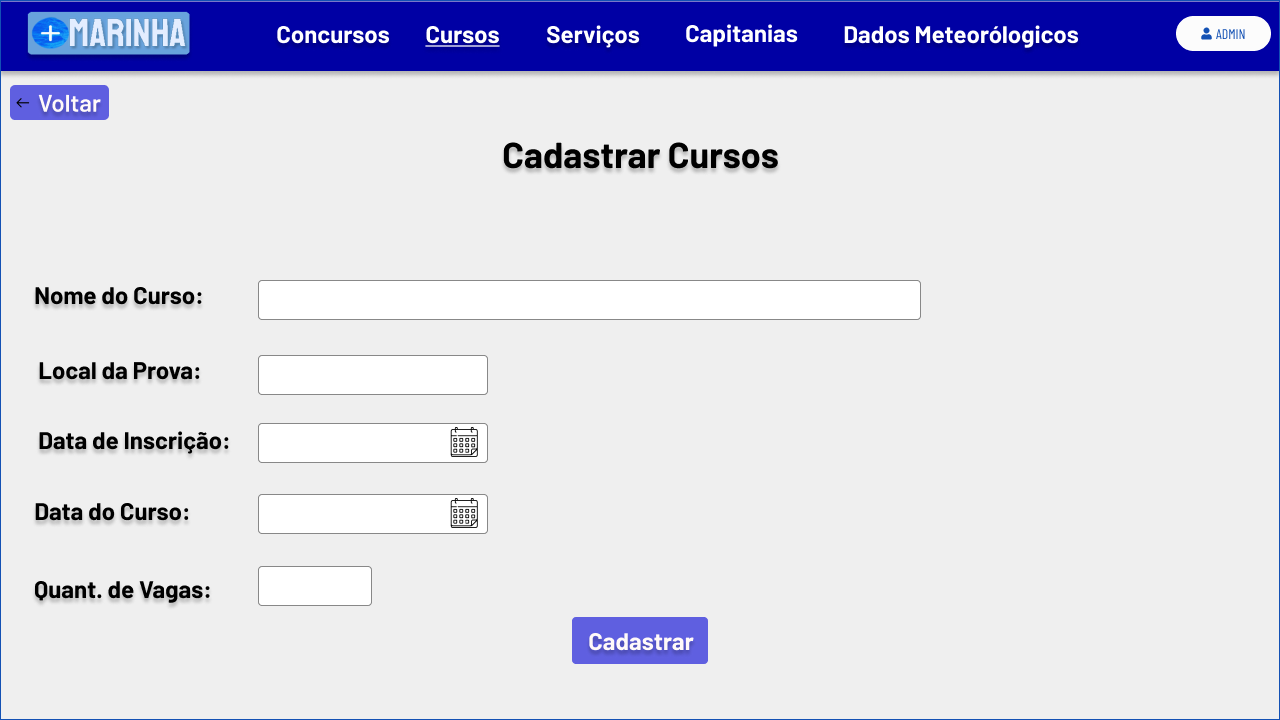 +MARINHA
Concursos Cursos Serviços Capitanias Dados Meteorólogicos ADMIN
← Voltar
Cadastrar Cursos
Nome do Curso:
Local da Prova:
Data de Inscrição:
Data do Curso:
Quant. de Vagas:
Cadastrar